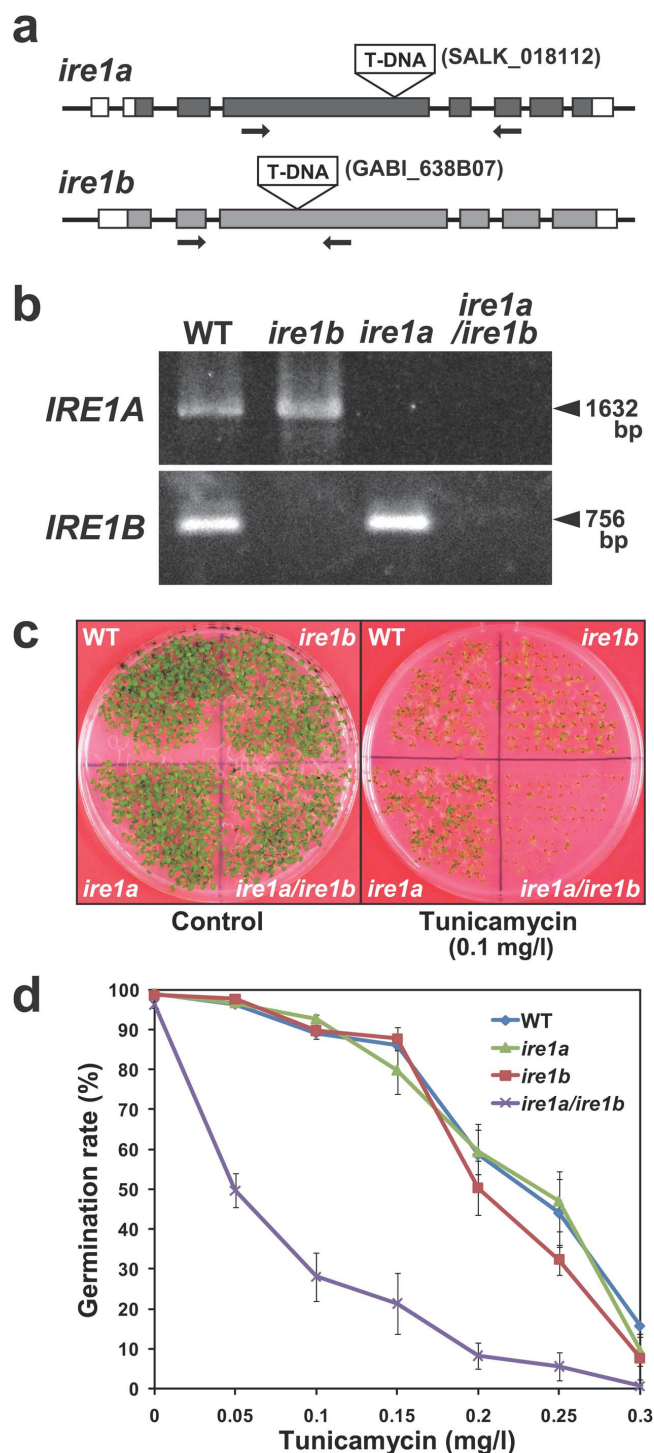 a
ire1a
T-DNA (SALK_018112)
ire1b
T-DNA (GABI_638B07)
b
WT ire1b ire1a ire1a/ire1b
IRE1A
1632 bp
IRE1B
756 bp
c
WT ire1b
ire1a ire1a/ire1b
Control
WT ire1b
ire1a ire1a/ire1b
Tunicamycin
(0.1 mg/l)
d
Germination rate (%)
100
90
80
70
60
50
40
30
20
10
0
WT
ire1a
ire1b
ire1a/ire1b
0 0.05 0.1 0.15 0.2 0.25 0.3
Tunicamycin (mg/l)